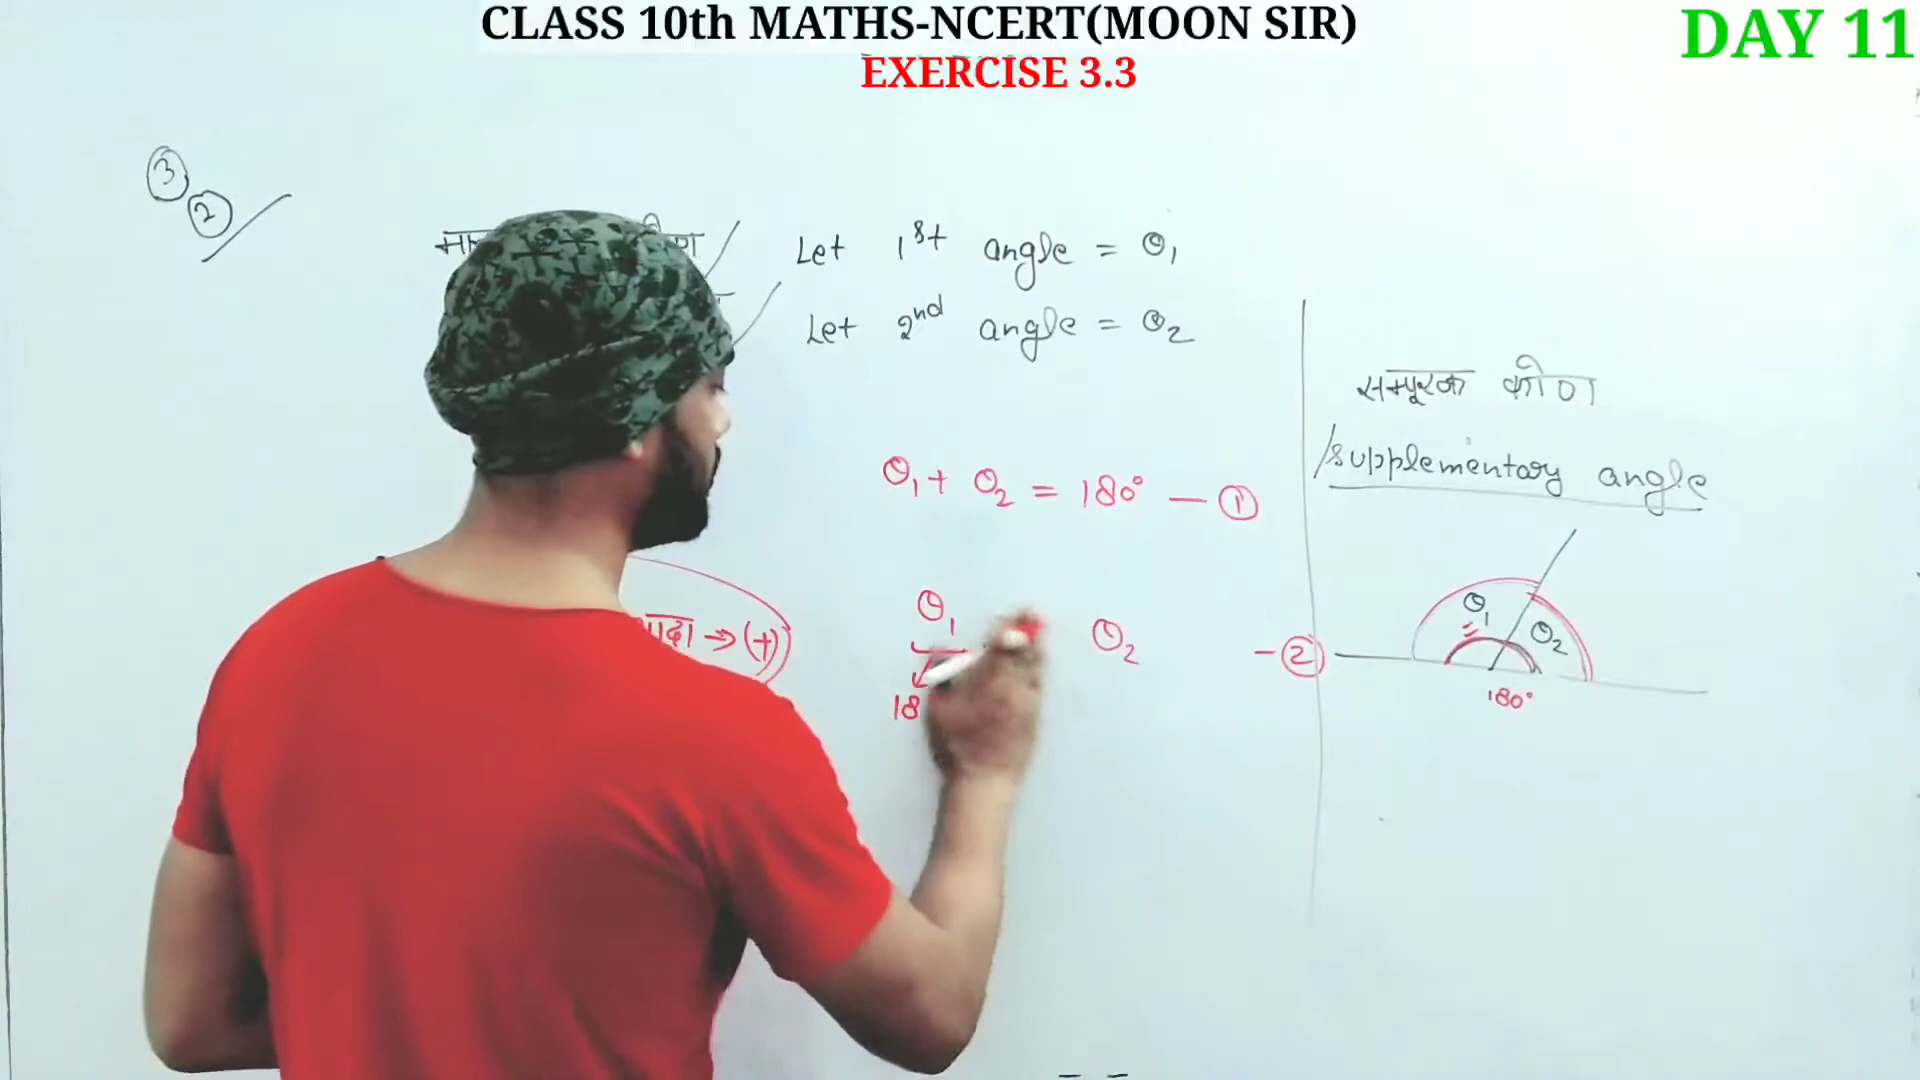 CLASS 10th MATHS-NCERT(MOON SIR)
EXERCISE 3.3
DAY 11
3
2
Let 1st angle = θ1
Let 2nd angle = θ2
θ1 + θ2 = 180° — ①
θ1 θ2 - ②
18
→ (+)
सम्पूरक कोण
/supplementary angle
θ1 θ2
180°